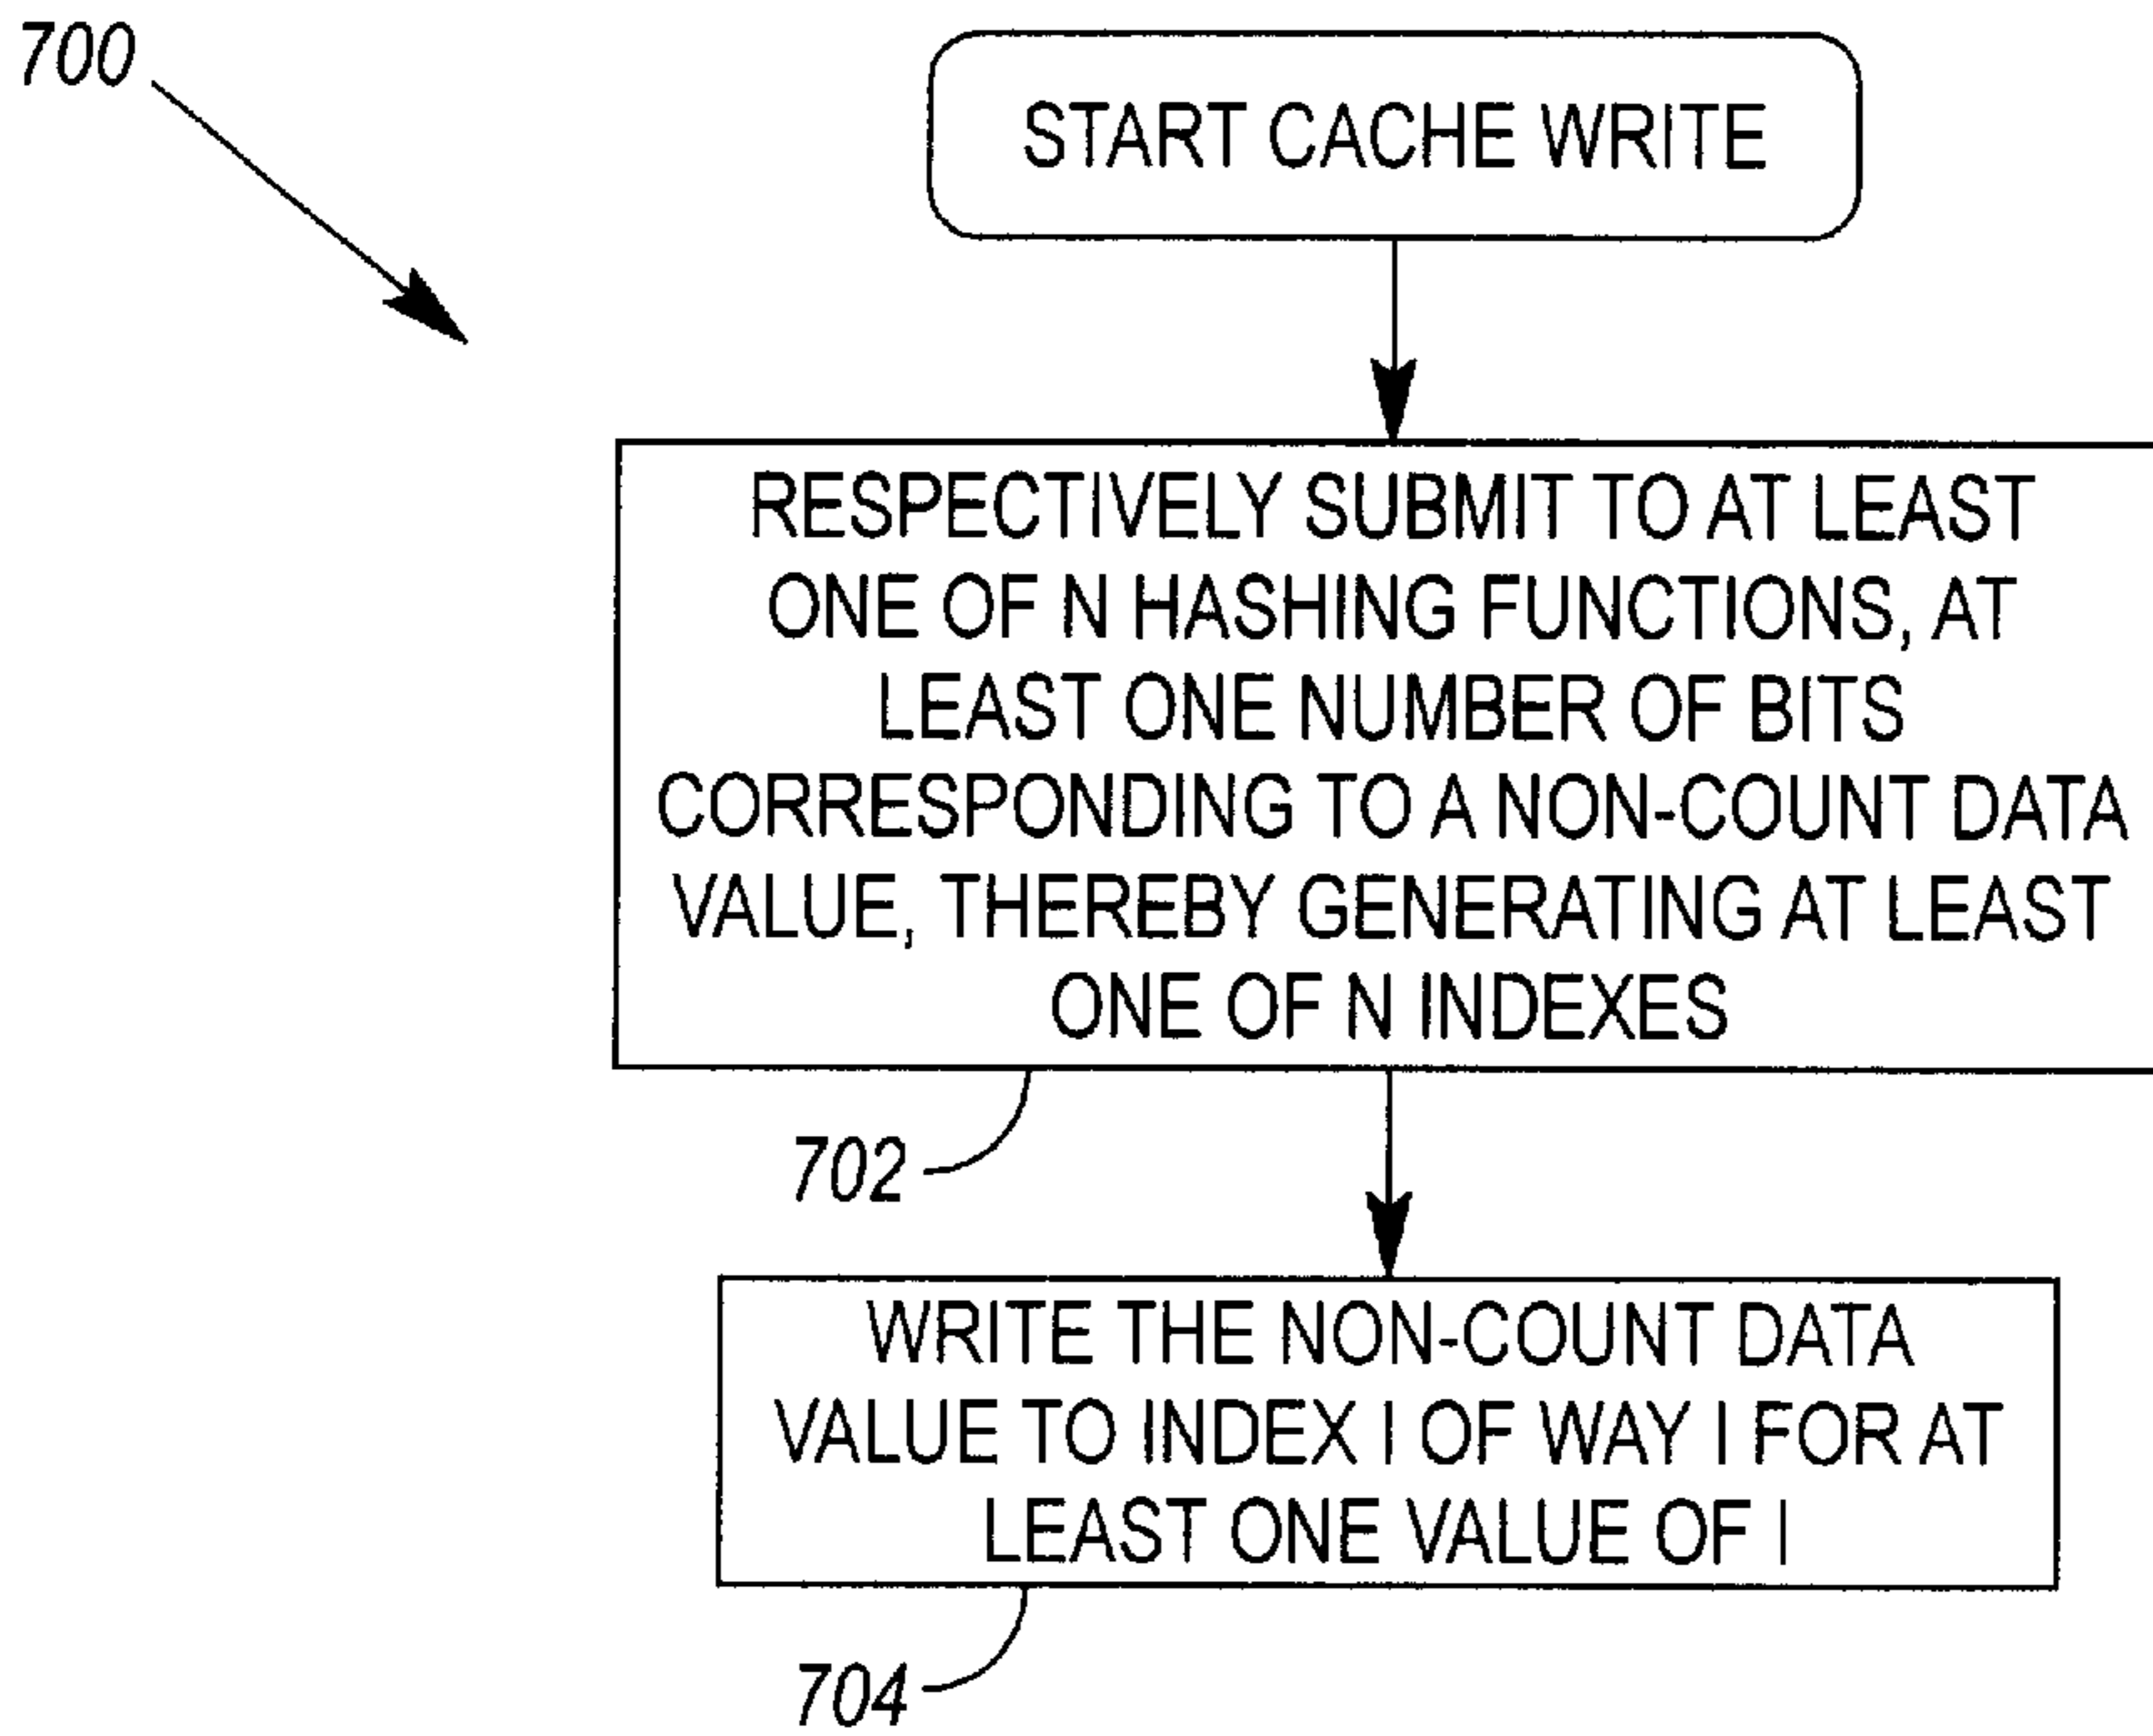 700
START CACHE WRITE
RESPECTIVELY SUBMIT TO AT LEAST
ONE OF N HASHING FUNCTIONS, AT
LEAST ONE NUMBER OF BITS
CORRESPONDING TO A NON-COUNT DATA
VALUE, THEREBY GENERATING AT LEAST
ONE OF N INDEXES
702
WRITE THE NON-COUNT DATA
VALUE TO INDEX I OF WAY I FOR AT
LEAST ONE VALUE OF I
704